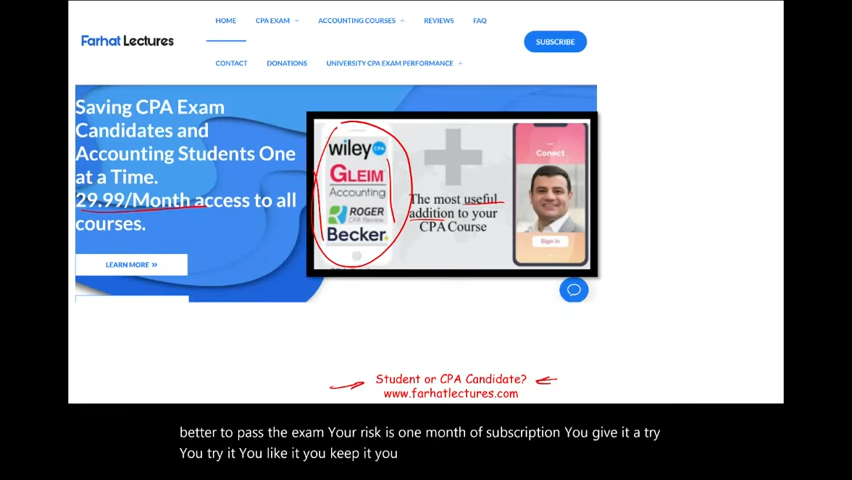 HOME
CPA EXAM
ACCOUNTING COURSES
REVIEWS
FAQ
Farhat Lectures
SUBSCRIBE
CONTACT
DONATIONS
UNIVERSITY CPA EXAM PERFORMANCE
Saving CPA Exam
Candidates and
Accounting Students One
at a Time.
29.99/Month access to all
courses.
LEARN MORE »
wiley CPA
GLEIM
Accounting
ROGER
CPA Review
Becker.
The most useful
addition to your
CPA Course
Connect
Sign in
Student or CPA Candidate?
www.farhatlectures.com
better to pass the exam Your risk is one month of subscription You give it a try
You try it You like it you keep it you